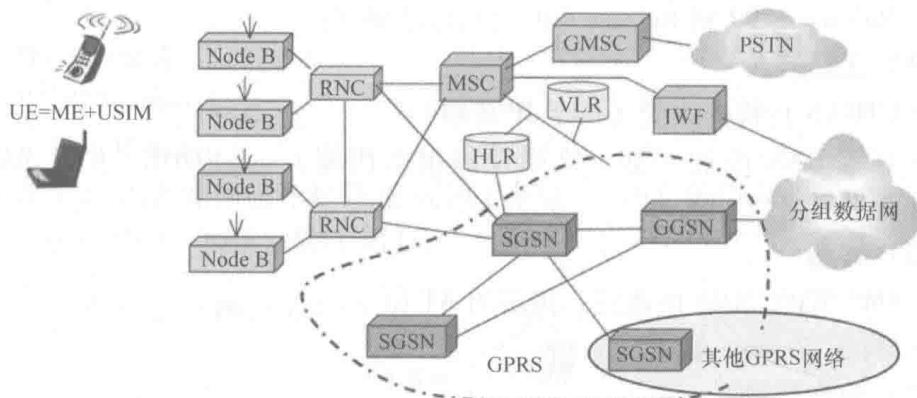 GMSC
PSTN
Node B
RNC
MSC
VLR
IWF
UE=ME+USIM
Node B
HLR
Node B
分组数据网
RNC
SGSN
GGSN
Node B
SGSN
GPRS
SGSN
其他GPRS网络